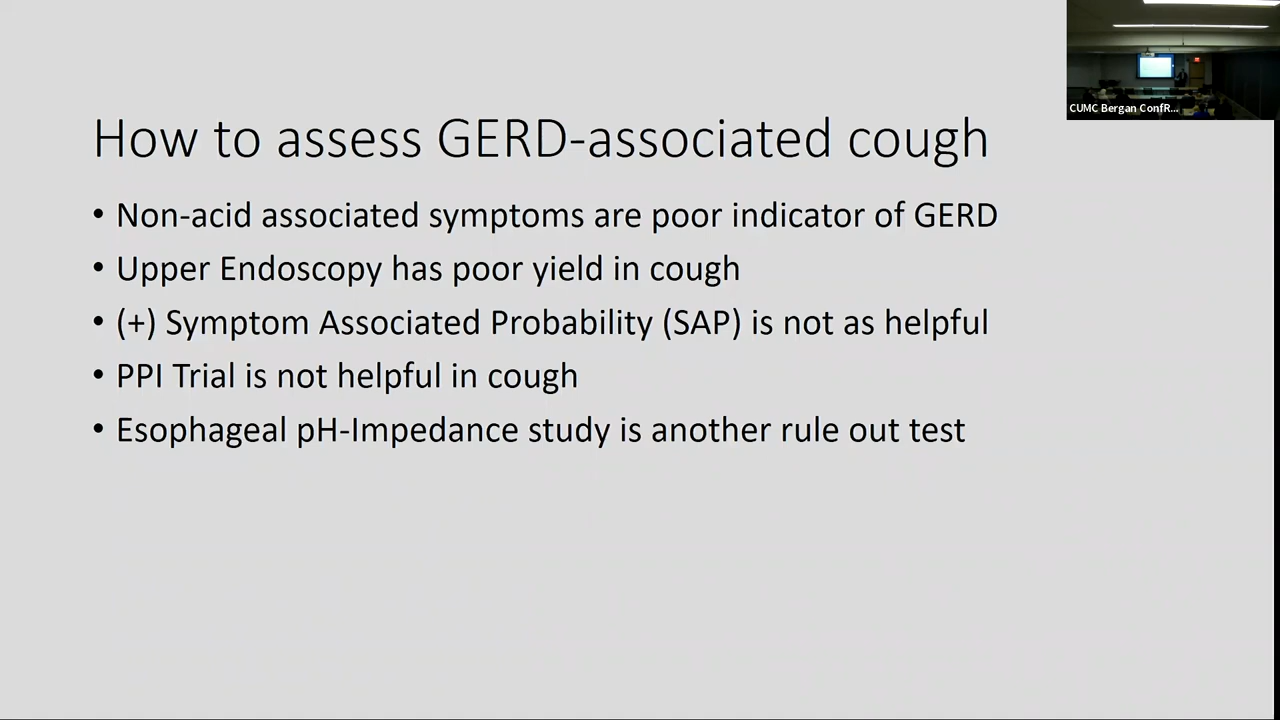 CUMC Bergan ConfR...
How to assess GERD-associated cough
• Non-acid associated symptoms are poor indicator of GERD
• Upper Endoscopy has poor yield in cough
• (+) Symptom Associated Probability (SAP) is not as helpful
• PPI Trial is not helpful in cough
• Esophageal pH-Impedance study is another rule out test